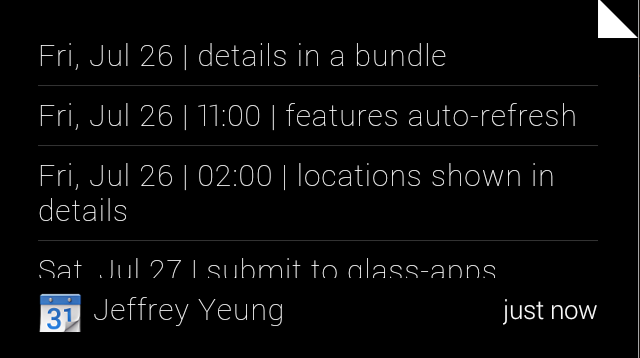 Fri, Jul 26 | details in a bundle
Fri, Jul 26 | 11:00 | features auto-refresh
Fri, Jul 26 | 02:00 | locations shown in
details
Sat, Jul 27 | submit to glass-apps
31 Jeffrey Yeung just now